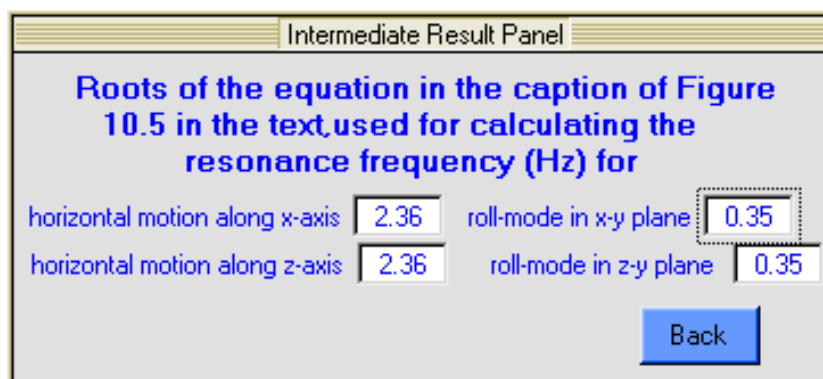 Intermediate Result Panel
Roots of the equation in the caption of Figure
10.5 in the text,used for calculating the
resonance frequency (Hz) for
horizontal motion along x-axis 2.36 roll-mode in x-y plane 0.35
horizontal motion along z-axis 2.36 roll-mode in z-y plane 0.35
Back